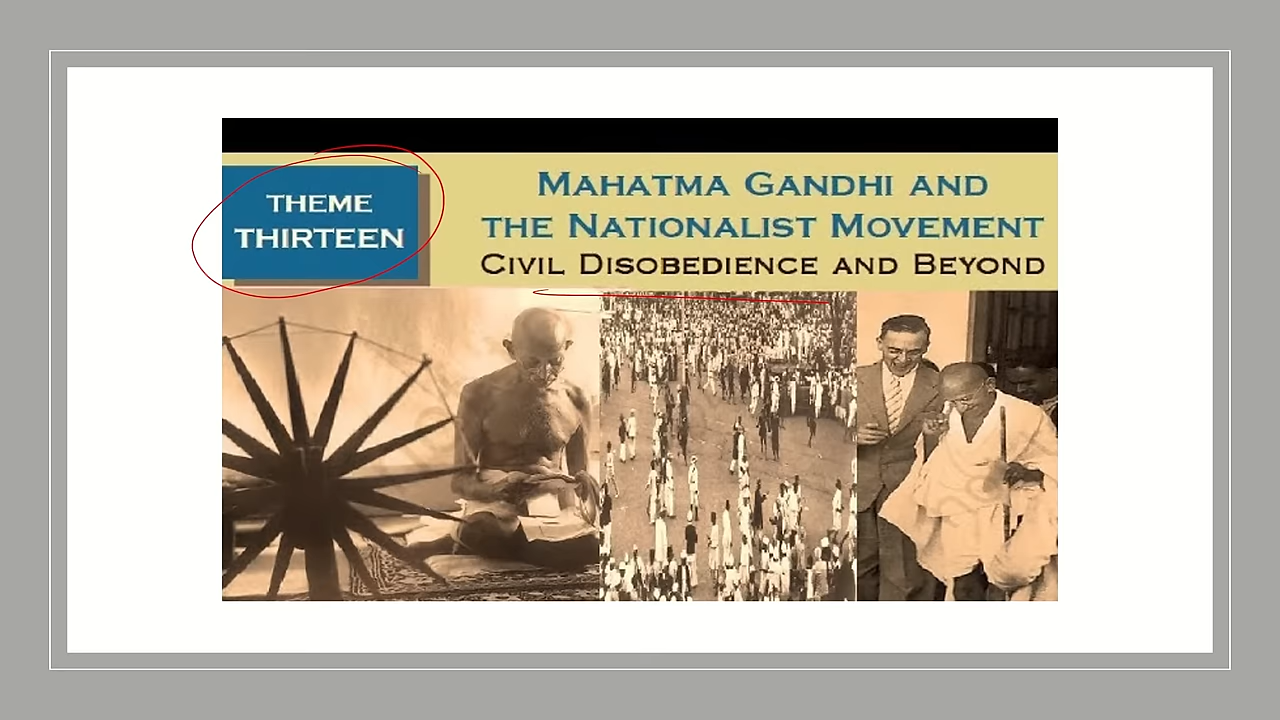 THEME
THIRTEEN
MAHATMA GANDHI AND
THE NATIONALIST MOVEMENT
CIVIL DISOBEDIENCE AND BEYOND